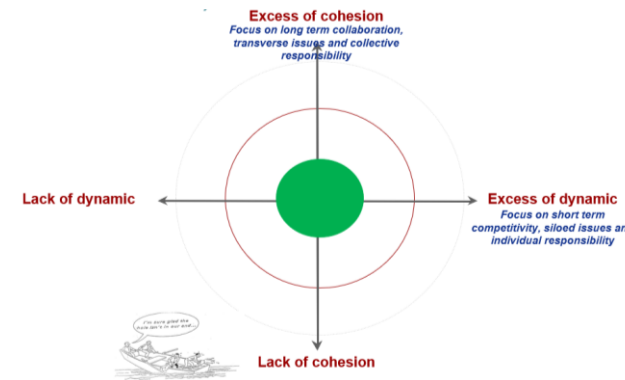 Excess of cohesion
Focus on long term collaboration,
transverse issues and collective
responsibility
Lack of dynamic
Excess of dynamic
Focus on short term
competitivity, siloed issues an
individual responsibility
I'm sure glad the
hole isn't in our end...
Lack of cohesion